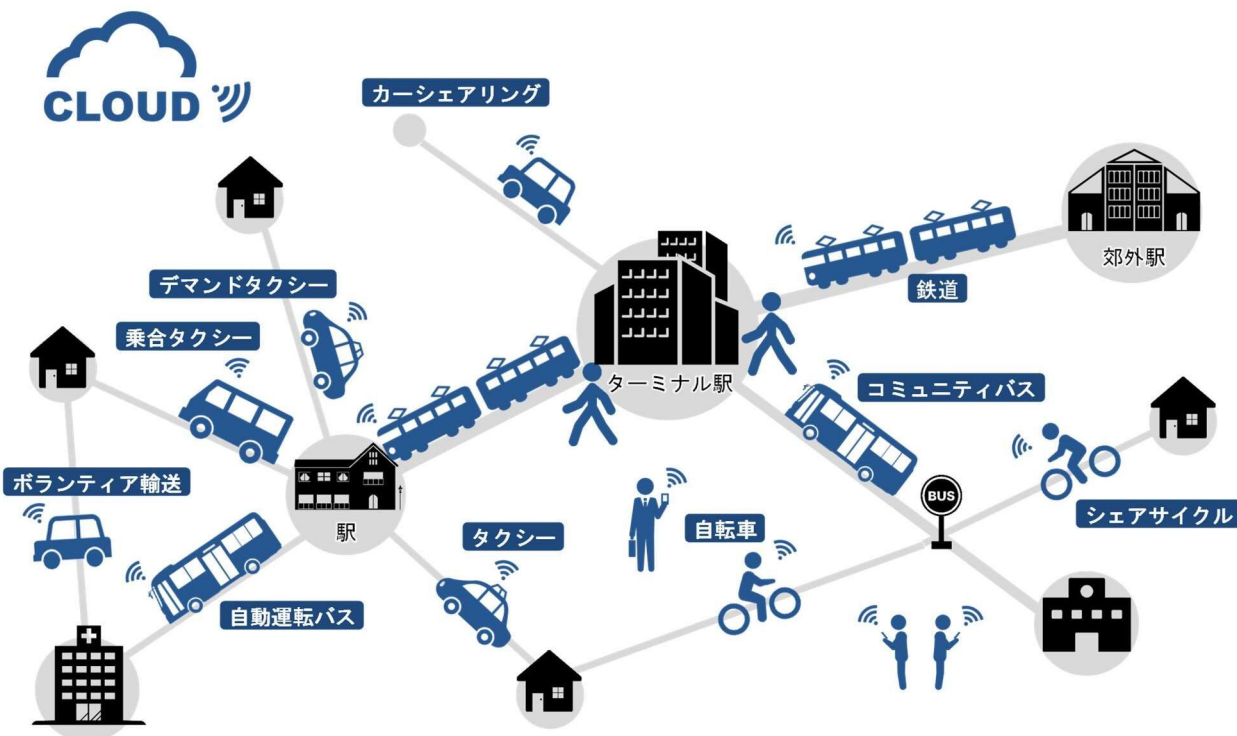 CLOUD
カーシェアリング
デマンドタクシー
乗合タクシー
ボランティア輸送
自動運転バス
駅
タクシー
ターミナル駅
鉄道
郊外駅
コミュニティバス
BUS
自転車
シェアサイクル